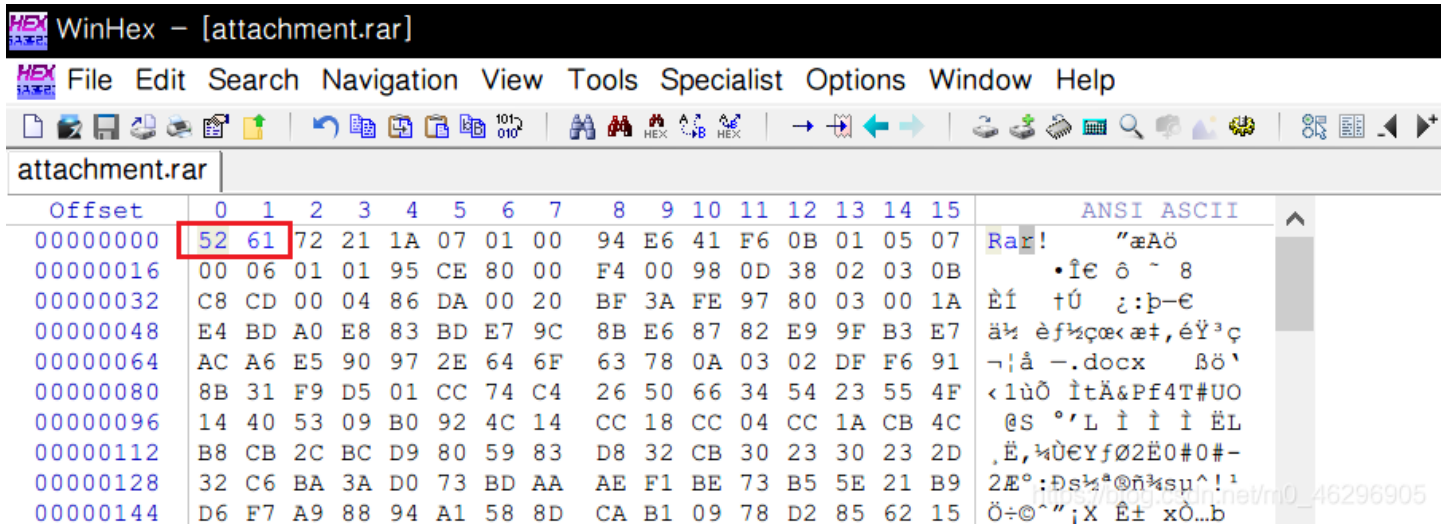 WinHex - [attachment.rar]
File Edit Search Navigation View Tools Specialist Options Window Help
attachment.rar
Offset 0 1 2 3 4 5 6 7 8 9 10 11 12 13 14 15 ANSI ASCII
00000000 52 61 72 21 1A 07 01 00 94 E6 41 F6 0B 01 05 07 Rar! ”æAö
00000016 00 06 01 01 95 CE 80 00 F4 00 98 0D 38 02 03 0B •Î€ ô ˜ 8
00000032 C8 CD 00 04 86 DA 00 20 BF 3A FE 97 80 03 00 1A ÈÍ †Ú ¿:þ—€
00000048 E4 BD A0 E8 83 BD E7 9C 8B E6 87 82 E9 9F B3 E7 ä½ èƒ½çœ‹æ‡‚éŸ³ç
00000064 AC A6 E5 90 97 2E 64 6F 63 78 0A 03 02 DF F6 91 ¬¦å —.docx ßö‘
00000080 8B 31 F9 D5 01 CC 74 C4 26 50 66 34 54 23 55 4F ‹1ùÕ ÌtÄ&Pf4T#UO
00000096 14 40 53 09 B0 92 4C 14 CC 18 CC 04 CC 1A CB 4C @S °’L Ì Ì Ì ËL
00000112 B8 CB 2C BC D9 80 59 83 D8 32 CB 30 23 30 23 2D ¸Ë,¼Ù€YƒØ2Ë0#0#-
00000128 32 C6 BA 3A D0 73 BD AA AE F1 BE 73 B5 5E 21 B9 2Æº:Ðs½ª®ñ¾sµ^!¹
00000144 D6 F7 A9 88 94 A1 58 8D CA B1 09 78 D2 85 62 15 Ö÷©ˆ”¡X Ê± xÒ…b
https://blog.csdn.net/m0_46296905